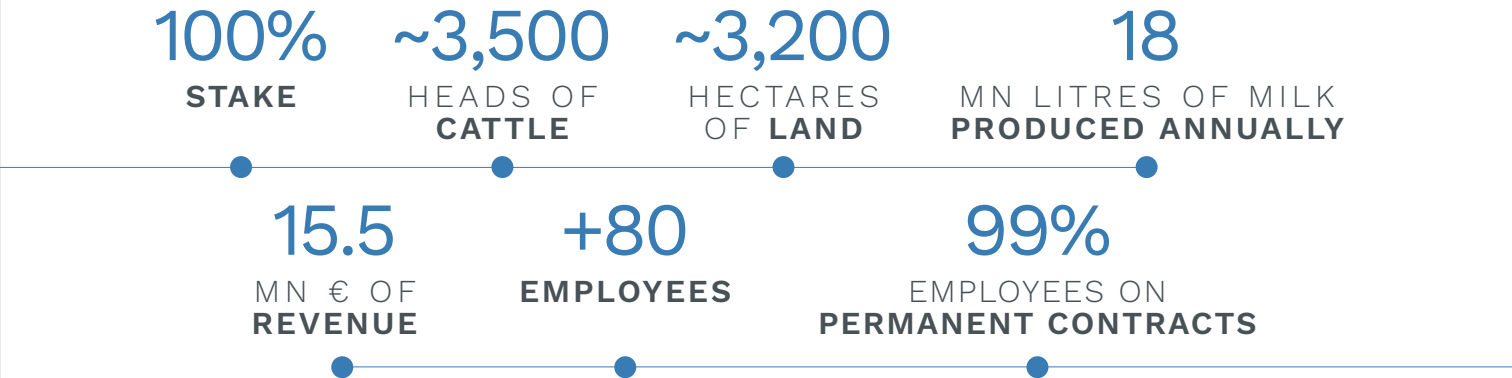 100% ~3,500 ~3,200 18
STAKE HEADS OF HECTARES MN LITRES OF MILK
CATTLE OF LAND PRODUCED ANNUALLY
15.5 +80 99%
MN € OF EMPLOYEES EMPLOYEES ON
REVENUE PERMANENT CONTRACTS